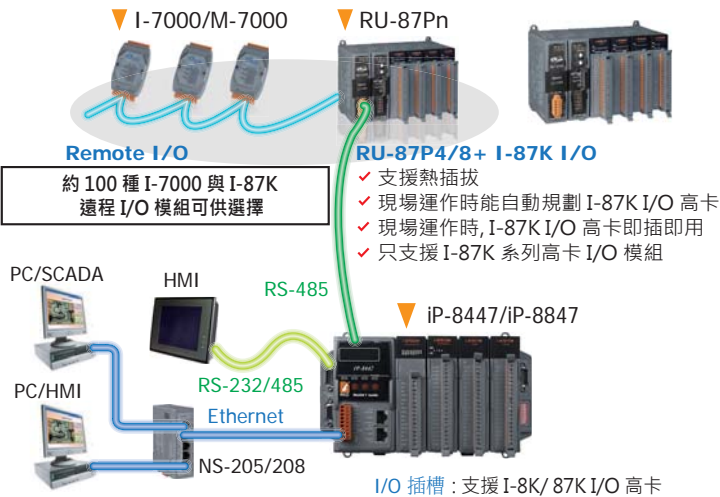 I-7000/M-7000
RU-87Pn
Remote I/O
約 100 種 I-7000 與 I-87K
遠程 I/O 模組可供選擇
RU-87P4/8+ I-87K I/O
支援熱插拔
現場運作時能自動規劃 I-87K I/O 高卡
現場運作時, I-87K I/O 高卡即插即用
只支援 I-87K 系列高卡 I/O 模組
PC/SCADA
HMI
RS-485
iP-8447/iP-8847
iP-8447
RS-232/485
PC/HMI
Ethernet
NS-205/208
I/O 插槽 : 支援 I-8K/ 87K I/O 高卡